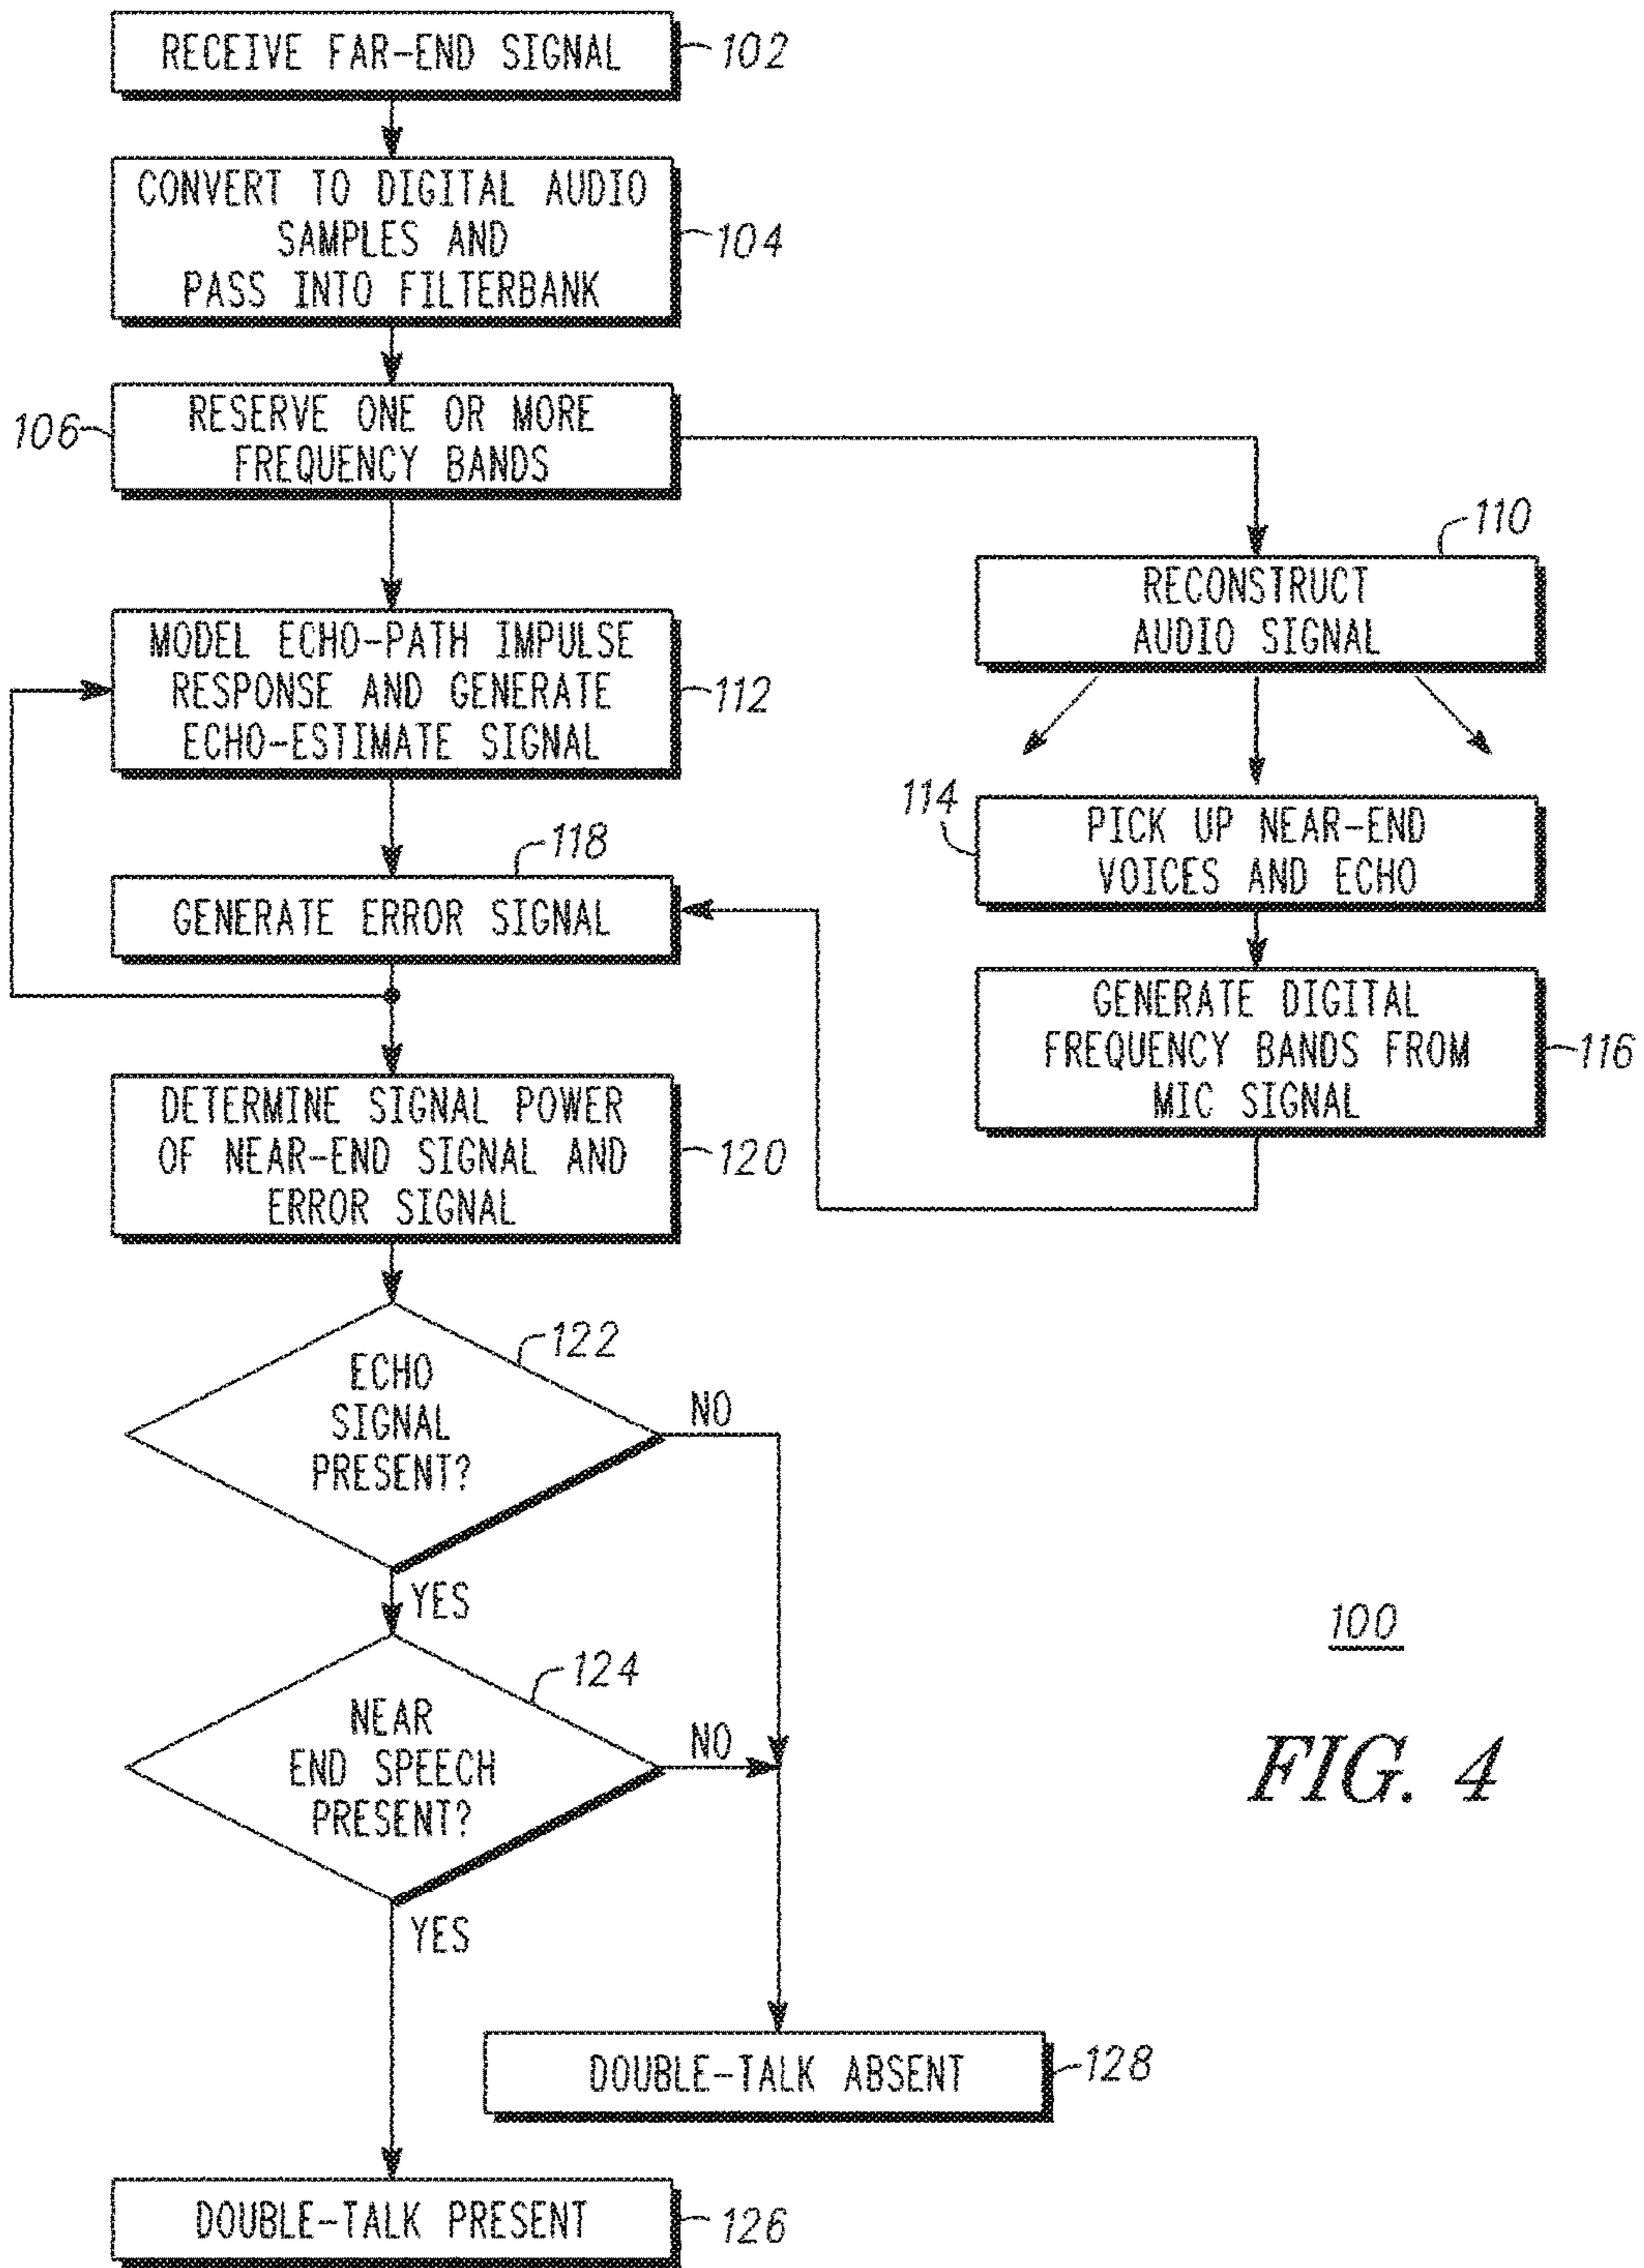 RECEIVE FAR-END SIGNAL
102
CONVERT TO DIGITAL AUDIO
SAMPLES AND
PASS INTO FILTERBANK
104
106
RESERVE ONE OR MORE
FREQUENCY BANDS
110
RECONSTRUCT
AUDIO SIGNAL
MODEL ECHO-PATH IMPULSE
RESPONSE AND GENERATE
ECHO-ESTIMATE SIGNAL
112
114
PICK UP NEAR-END
VOICES AND ECHO
118
GENERATE ERROR SIGNAL
GENERATE DIGITAL
FREQUENCY BANDS FROM
MIC SIGNAL
116
DETERMINE SIGNAL POWER
OF NEAR-END SIGNAL AND
ERROR SIGNAL
120
122
ECHO
SIGNAL
PRESENT?
NO
YES
124
NEAR
END SPEECH
PRESENT?
NO
YES
100
FIG. 4
DOUBLE-TALK ABSENT
128
DOUBLE-TALK PRESENT
126